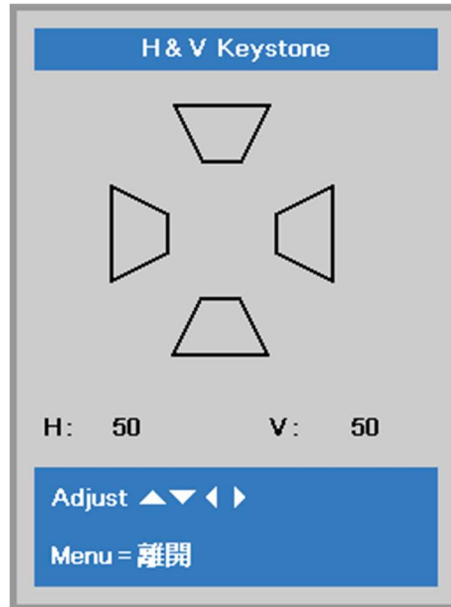 H & V Keystone
H: 50 V: 50
Adjust ▲▼◀▶
Menu = 離開